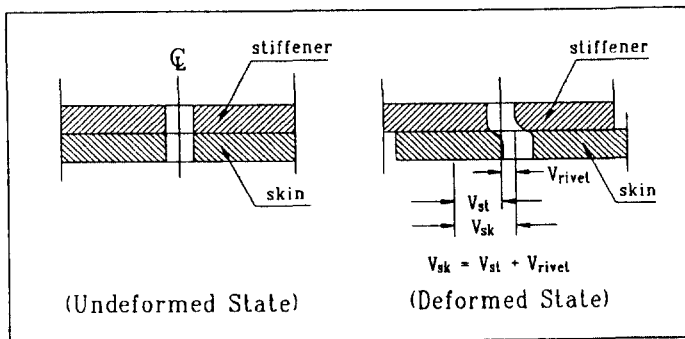 ℄
stiffener
skin
(Undeformed State)
stiffener
V_rivet
skin
V_st
V_sk
V_sk = V_st + V_rivet
(Deformed State)